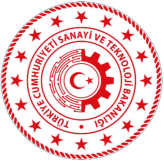 TÜRKİYE CUMHURİYETİ SANAYİ VE TEKNOLOJİ BAKANLIĞI